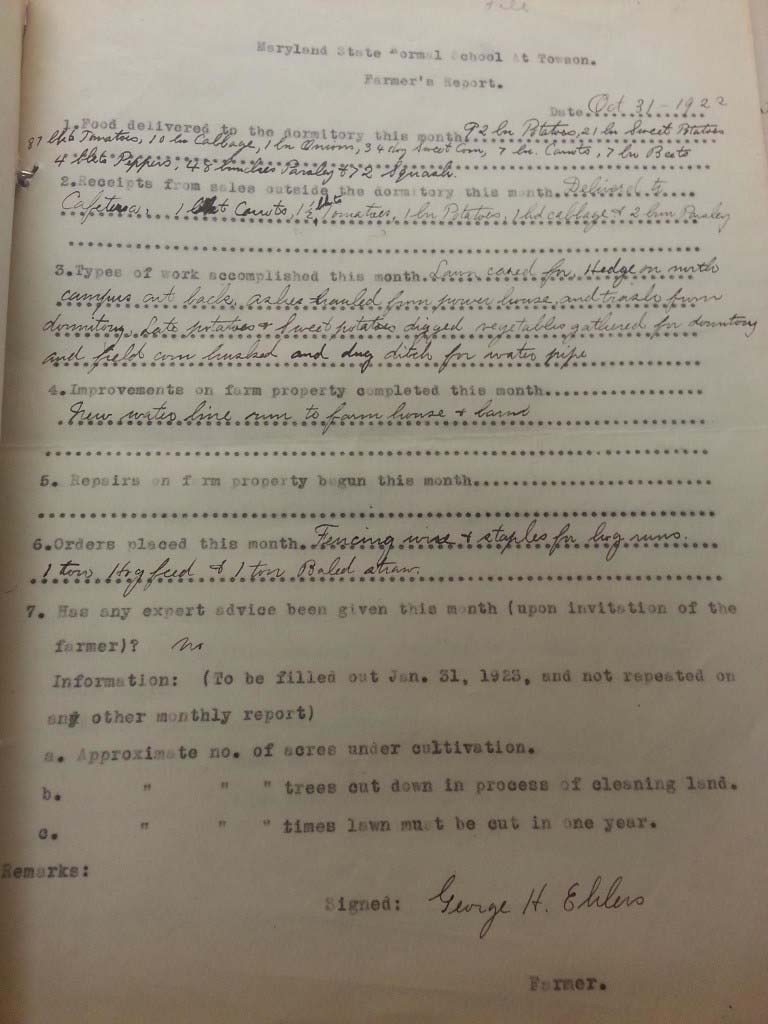 File
Maryland State Normal School At Towson.
Farmer's Report.
Date Oct 31-1922
1.Food delivered to the dormitory this month. 92 bu Potatoes, 21 bu Sweet Potatoes
87 bkts Tomatoes, 10 bu Cabbage, 1 bu Onions, 34 doz Sweet Corn, 7 bu. Carrots, 7 bu Beets
4 bkts Peppers, 48 bunches Parsley & 72 Squash.
2.Receipts from sales outside the dormitory this month. Delivered to
Cafeteria. 1 bkt Carrots, 1½ bkts Tomatoes, 1 bu Potatoes, 1 hd cabbage & 2 bun Parsley
3.Types of work accomplished this month. Lawn cared for, Hedge on north
campus cut back, ashes hauled from power house, and trash from
dormitory. Late potatoes & Sweet potatoes digged vegetables gathered for dormitory
and field corn husked and dug ditch for water pipe
4.Improvements on farm property completed this month.
New water line run to farm house & barn
5. Repairs on farm property begun this month.
6.Orders placed this month. Fencing wire & staples for hog runs.
1 ton Hog feed & 1 ton Baled straw.
7. Has any expert advice been given this month (upon invitation of the
farmer)? no
Information: (To be filled out Jan. 31, 1923, and not repeated on
any other monthly report)
a. Approximate no. of acres under cultivation.
b. " " " trees cut down in process of cleaning land.
c. " " " times lawn must be cut in one year.
Remarks:
Signed: George H. Ehlers
Farmer.